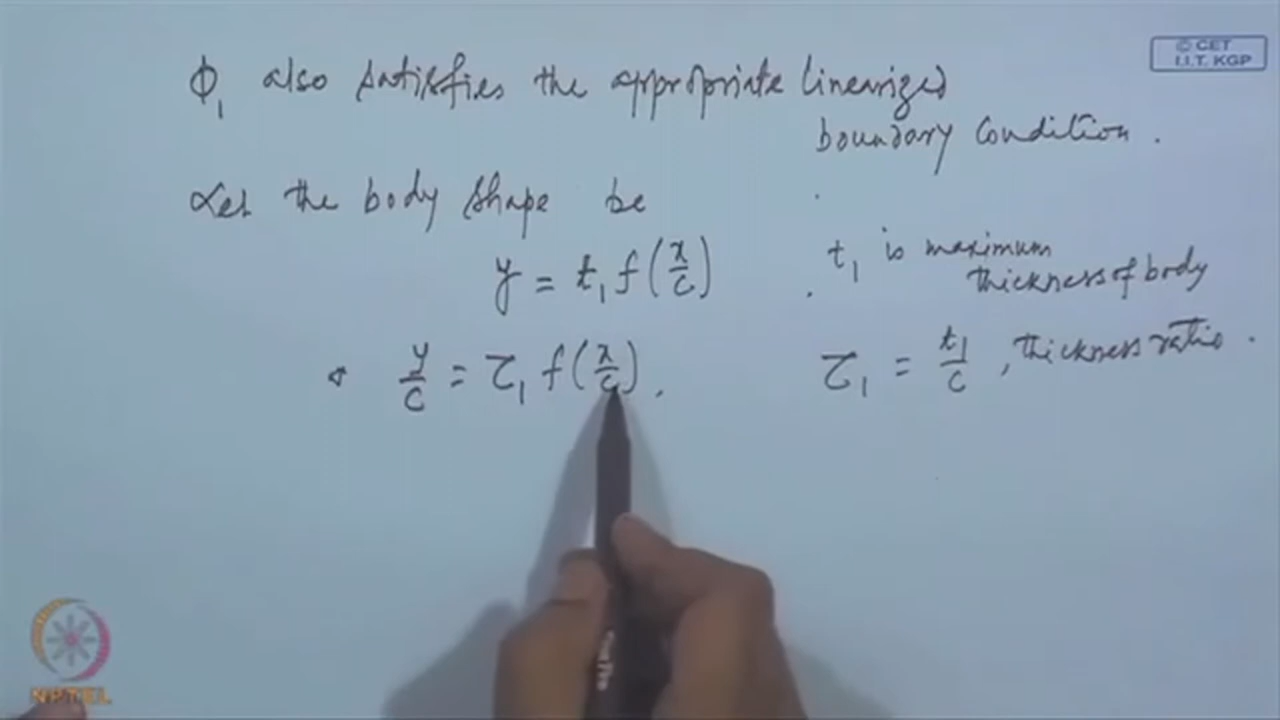 © CET
I.I.T. KGP
ϕ₁ also satisfies the appropriate linearized
boundary condition.
Let the body shape be
y = t₁ f(x/c)
t₁ is maximum
thickness of body
y/c = τ₁ f(x/c).
τ₁ = t₁/c, thickness ratio.
NPTEL